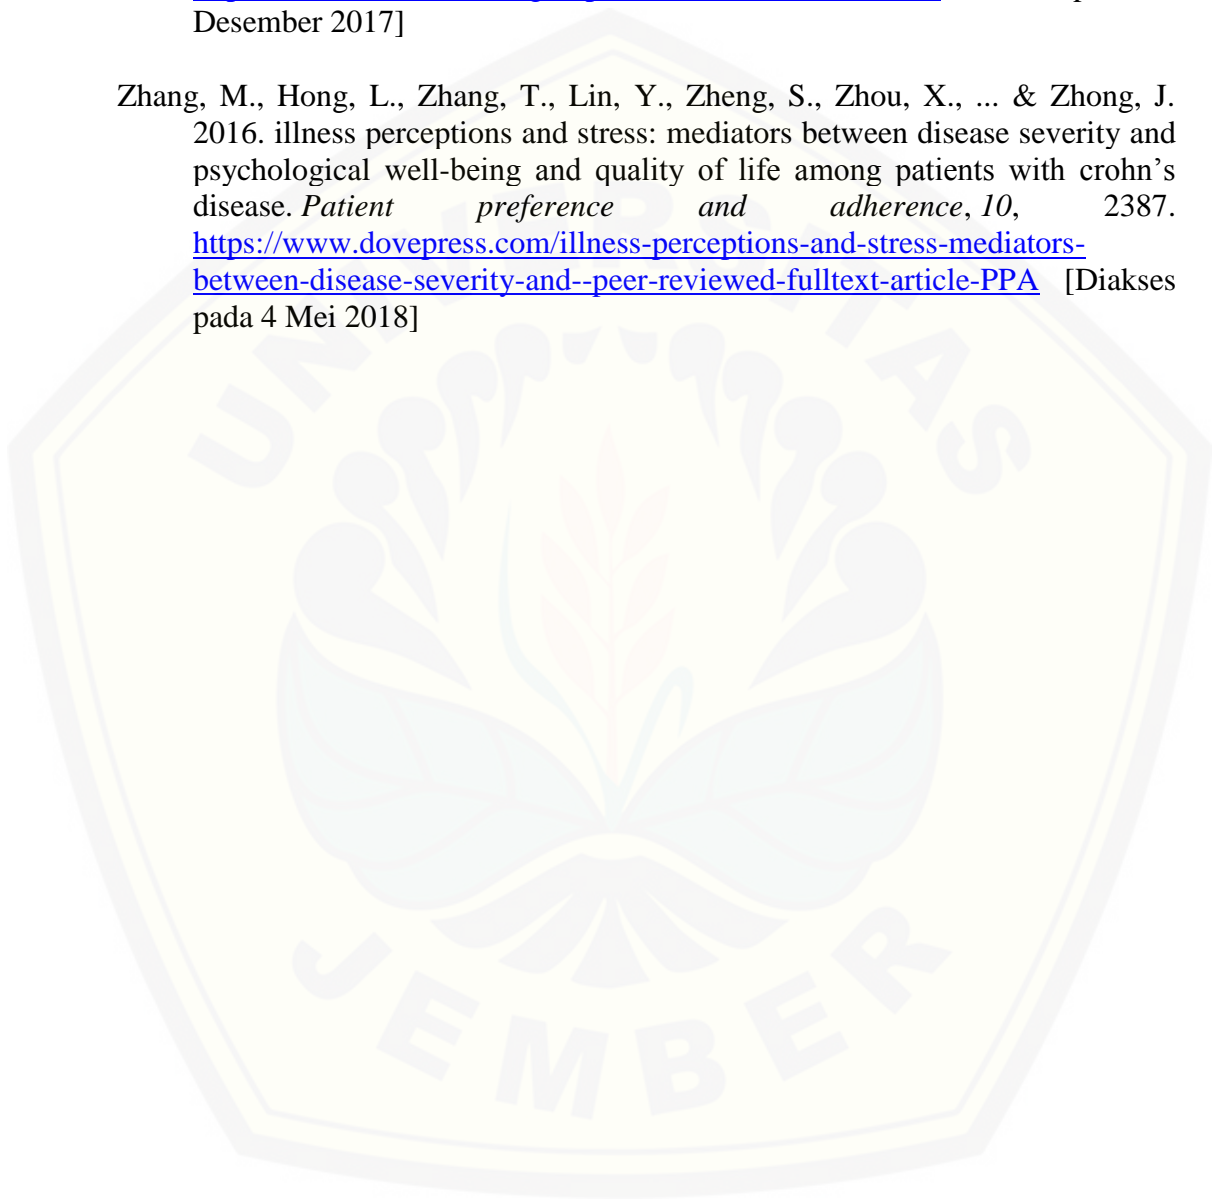 Desember 2017]
Zhang, M., Hong, L., Zhang, T., Lin, Y., Zheng, S., Zhou, X., ... & Zhong, J.
2016. illness perceptions and stress: mediators between disease severity and
psychological well-being and quality of life among patients with crohn’s
disease. Patient preference and adherence, 10, 2387.
https://www.dovepress.com/illness-perceptions-and-stress-mediators-
between-disease-severity-and--peer-reviewed-fulltext-article-PPA [Diakses
pada 4 Mei 2018]
UNIVERSITAS
JEMBER